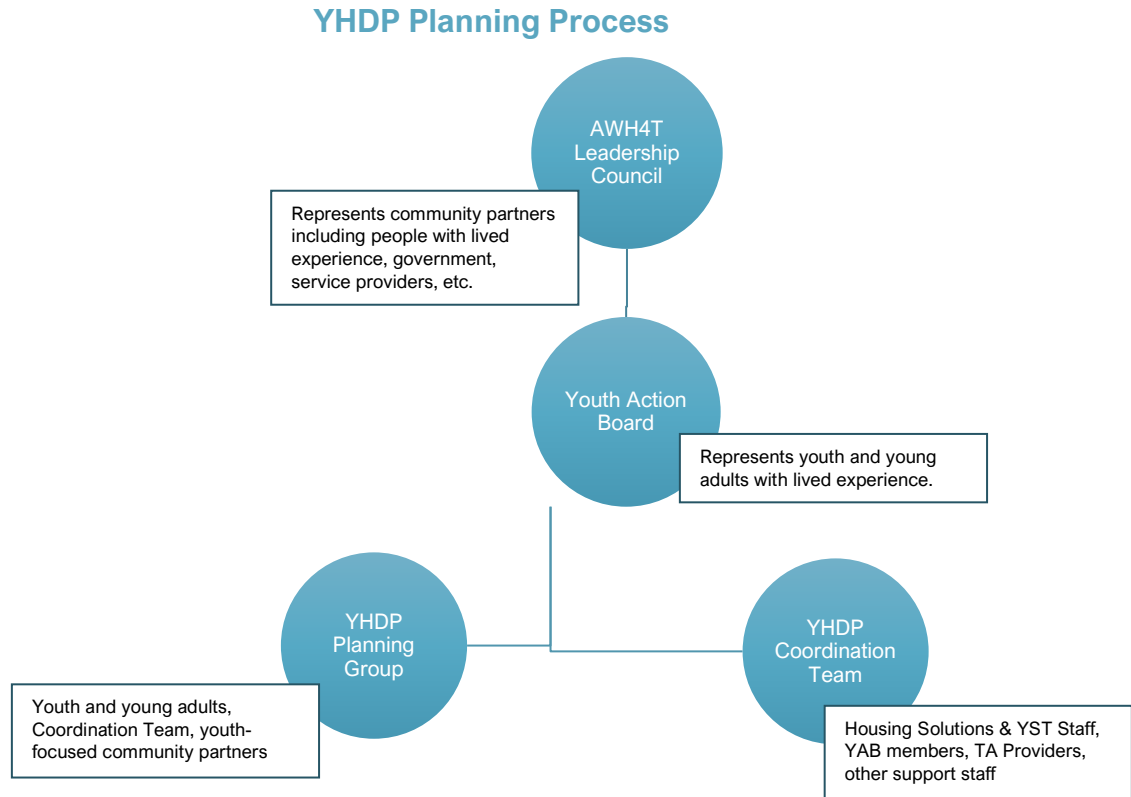 YHDP Planning Process
AWH4T
Leadership
Council
Represents community partners
including people with lived
experience, government,
service providers, etc.
Youth Action
Board
Represents youth and young
adults with lived experience.
YHDP
Planning
Group
Youth and young adults,
Coordination Team, youth-
focused community partners
YHDP
Coordination
Team
Housing Solutions & YST Staff,
YAB members, TA Providers,
other support staff